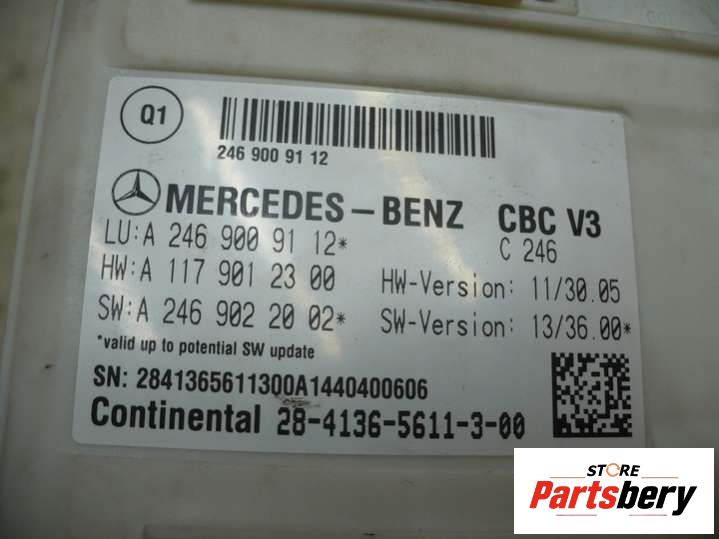 Q1
246 900 91 12
MERCEDES-BENZ CBC V3
LU:A 246 900 91 12* C 246
HW:A 117 901 23 00 HW-Version: 11/30.05
SW:A 246 902 20 02* SW-Version: 13/36.00*
*valid up to potential SW update
SN: 2841365611300A1440400606
Continental 28-4136-5611-3-00
STORE
Partsbery